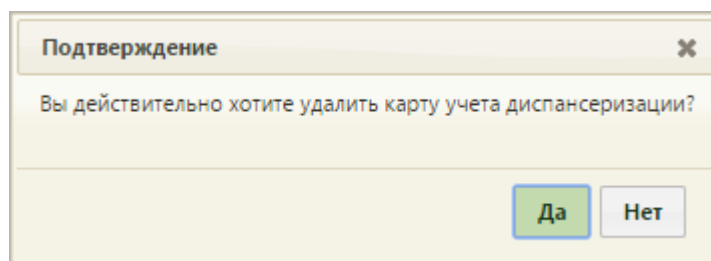 Подтверждение
Вы действительно хотите удалить карту учета диспансеризации?
Да Нет